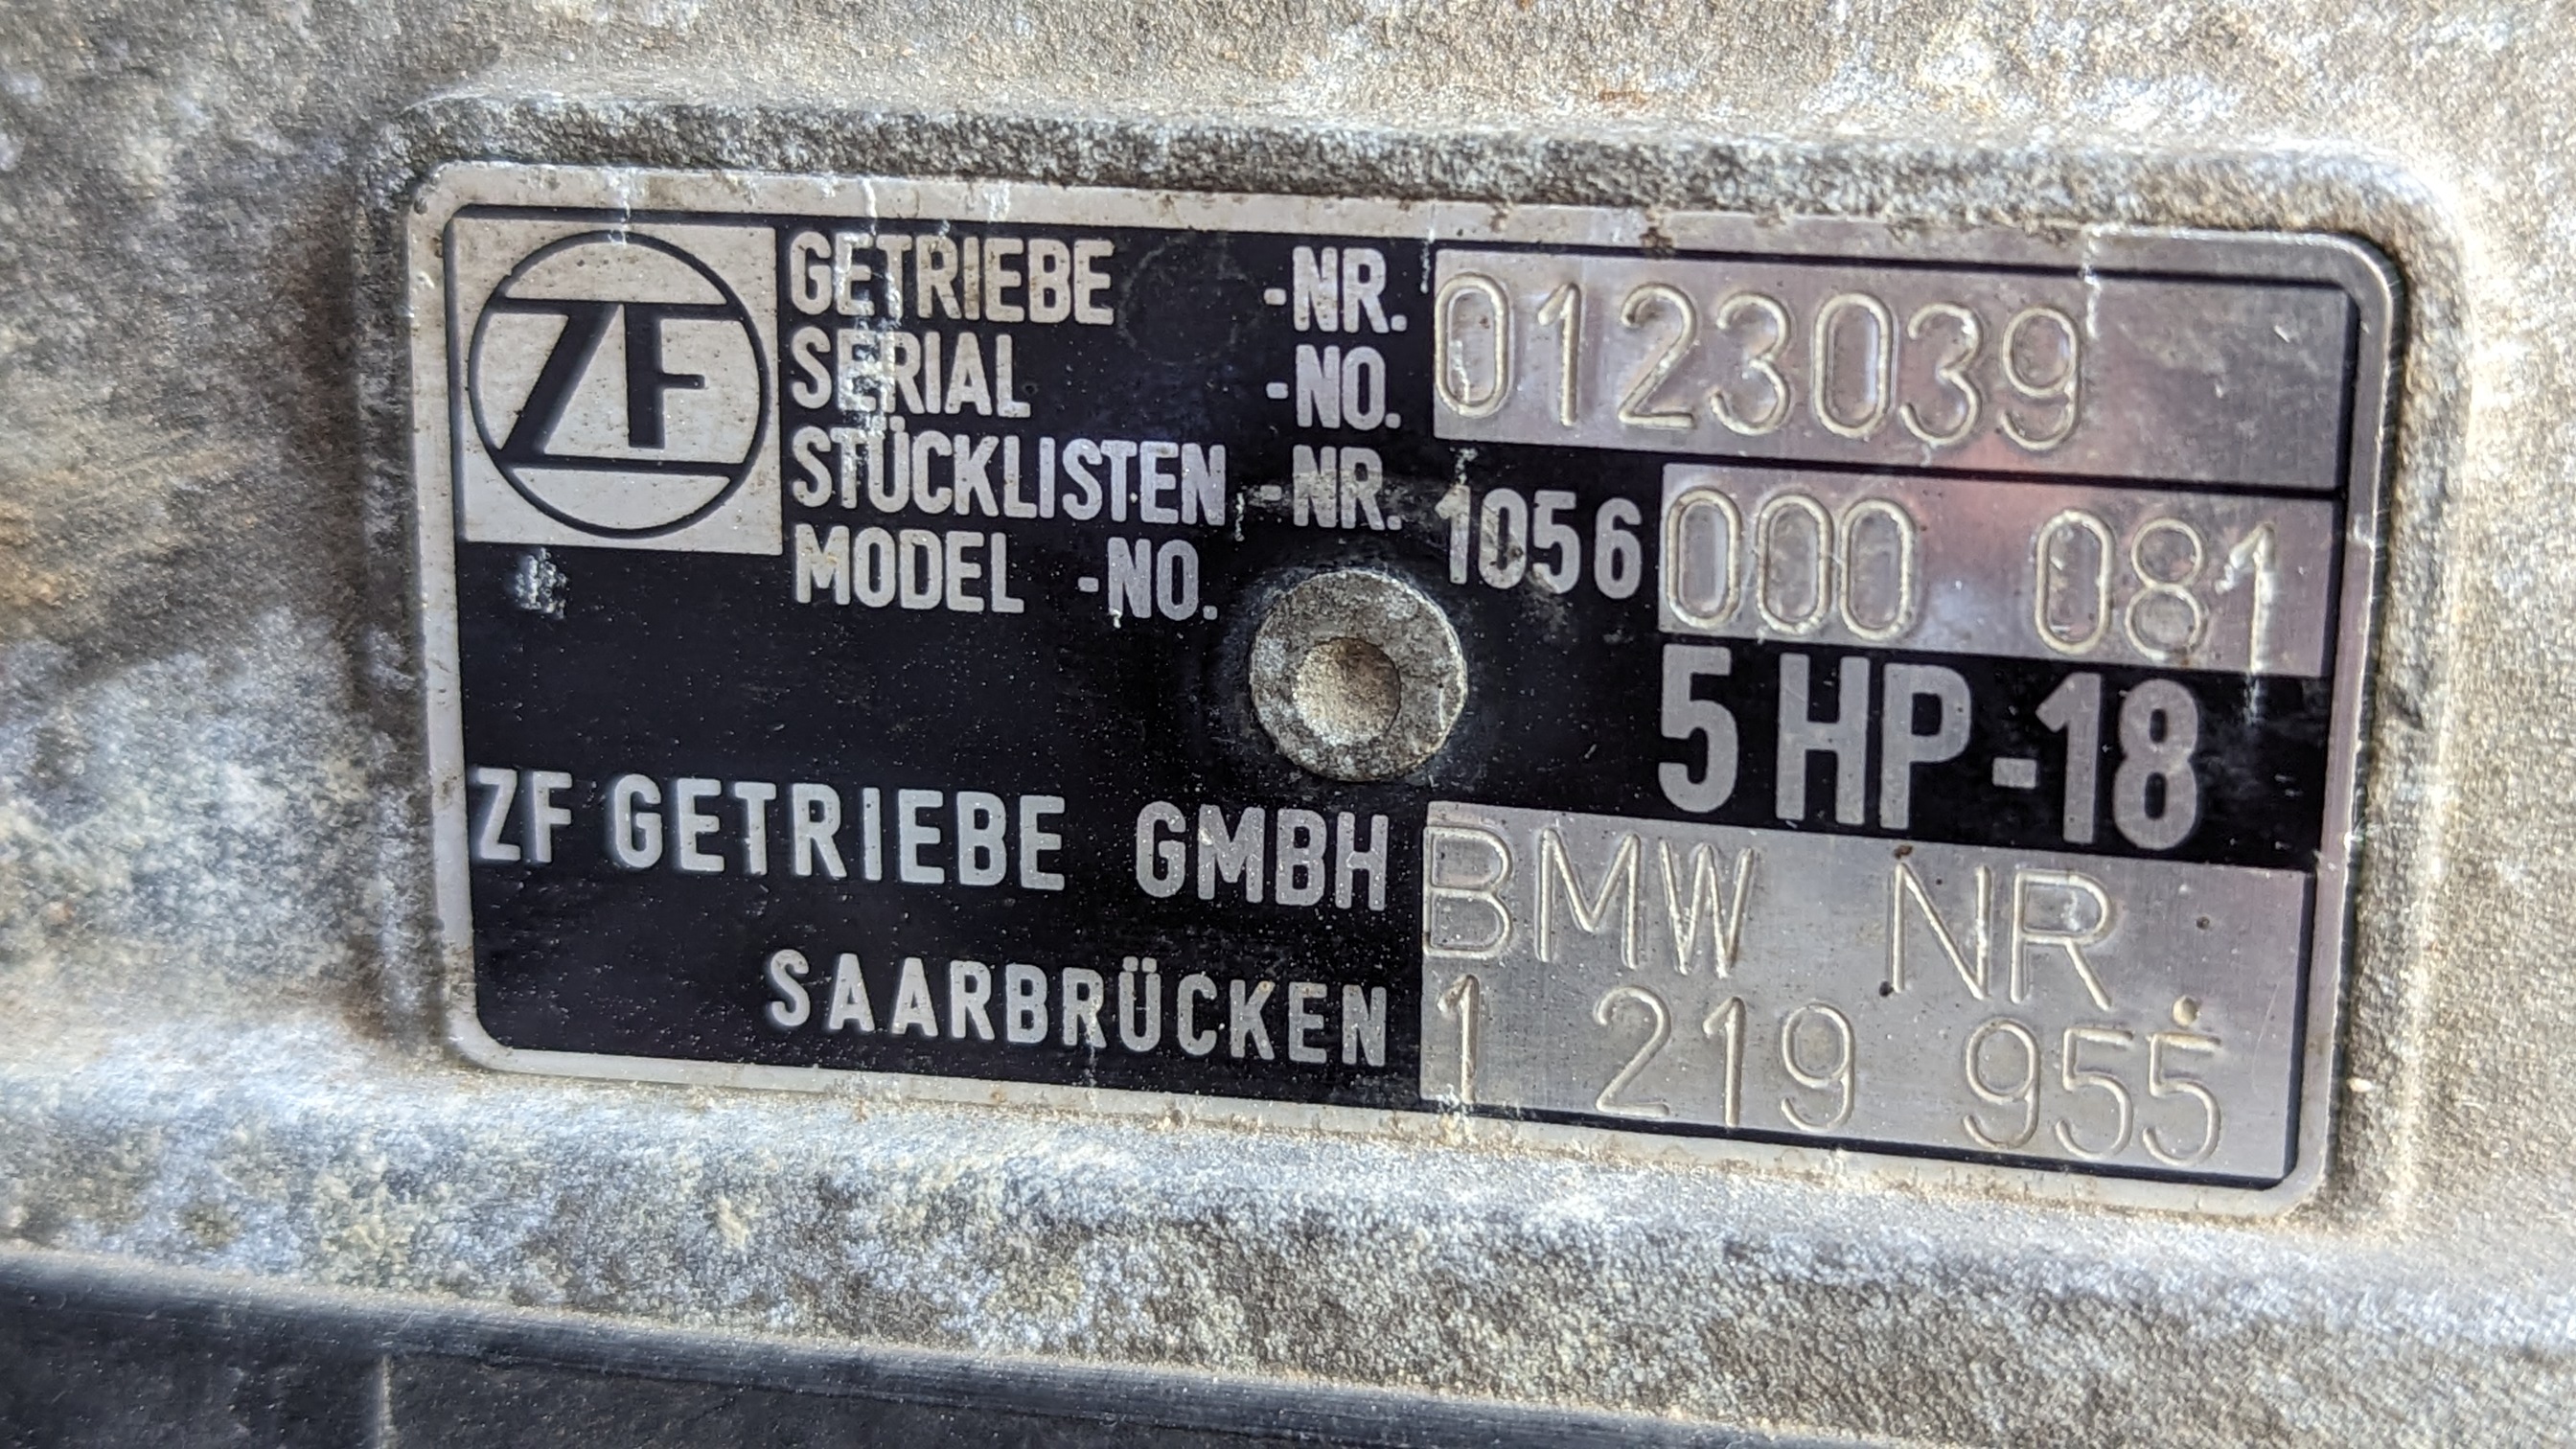 ZF
GETRIEBE -NR.
SERIAL -NO.
0123039
STÜCKLISTEN -NR.
MODEL -NO.
1056 000 081
5 HP-18
ZF GETRIEBE GMBH
SAARBRÜCKEN
BMW NR.
1 219 955